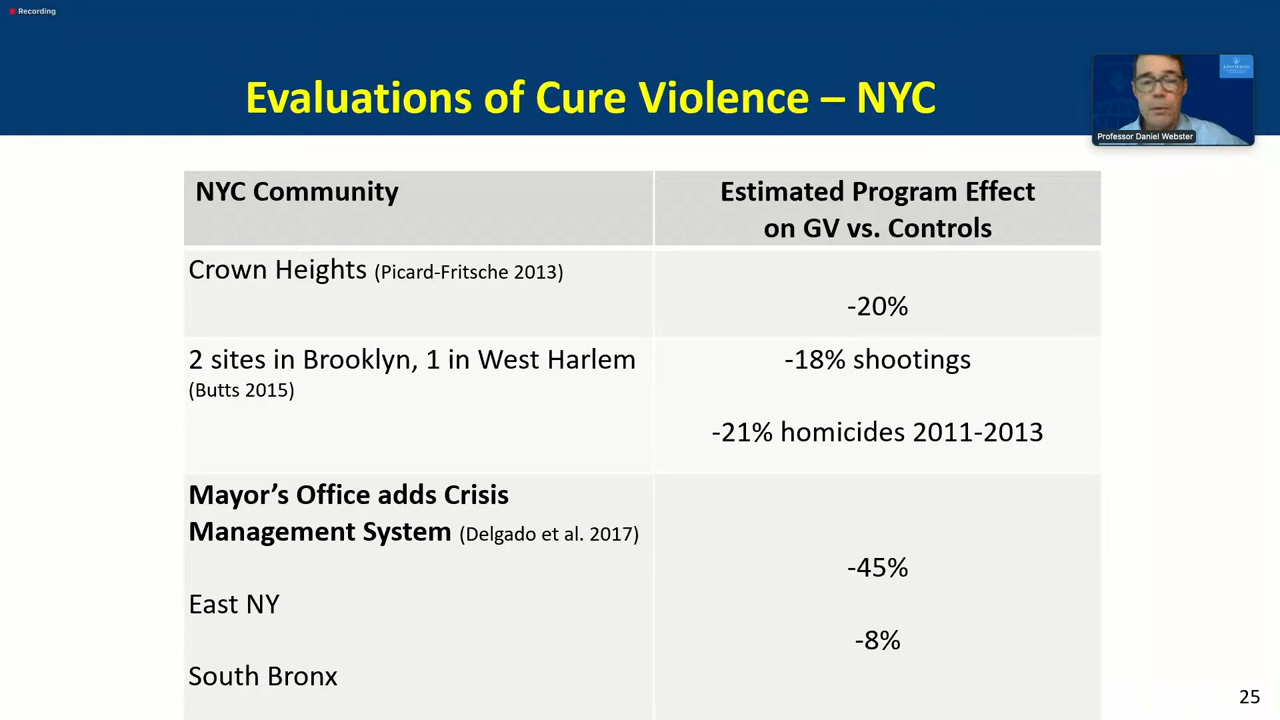 Recording
Evaluations of Cure Violence – NYC
Professor Daniel Webster
NYC Community
Estimated Program Effect
on GV vs. Controls
Crown Heights (Picard-Fritsche 2013)
-20%
2 sites in Brooklyn, 1 in West Harlem
(Butts 2015)
-18% shootings
-21% homicides 2011-2013
Mayor’s Office adds Crisis
Management System (Delgado et al. 2017)
East NY
South Bronx
-45%
-8%
25